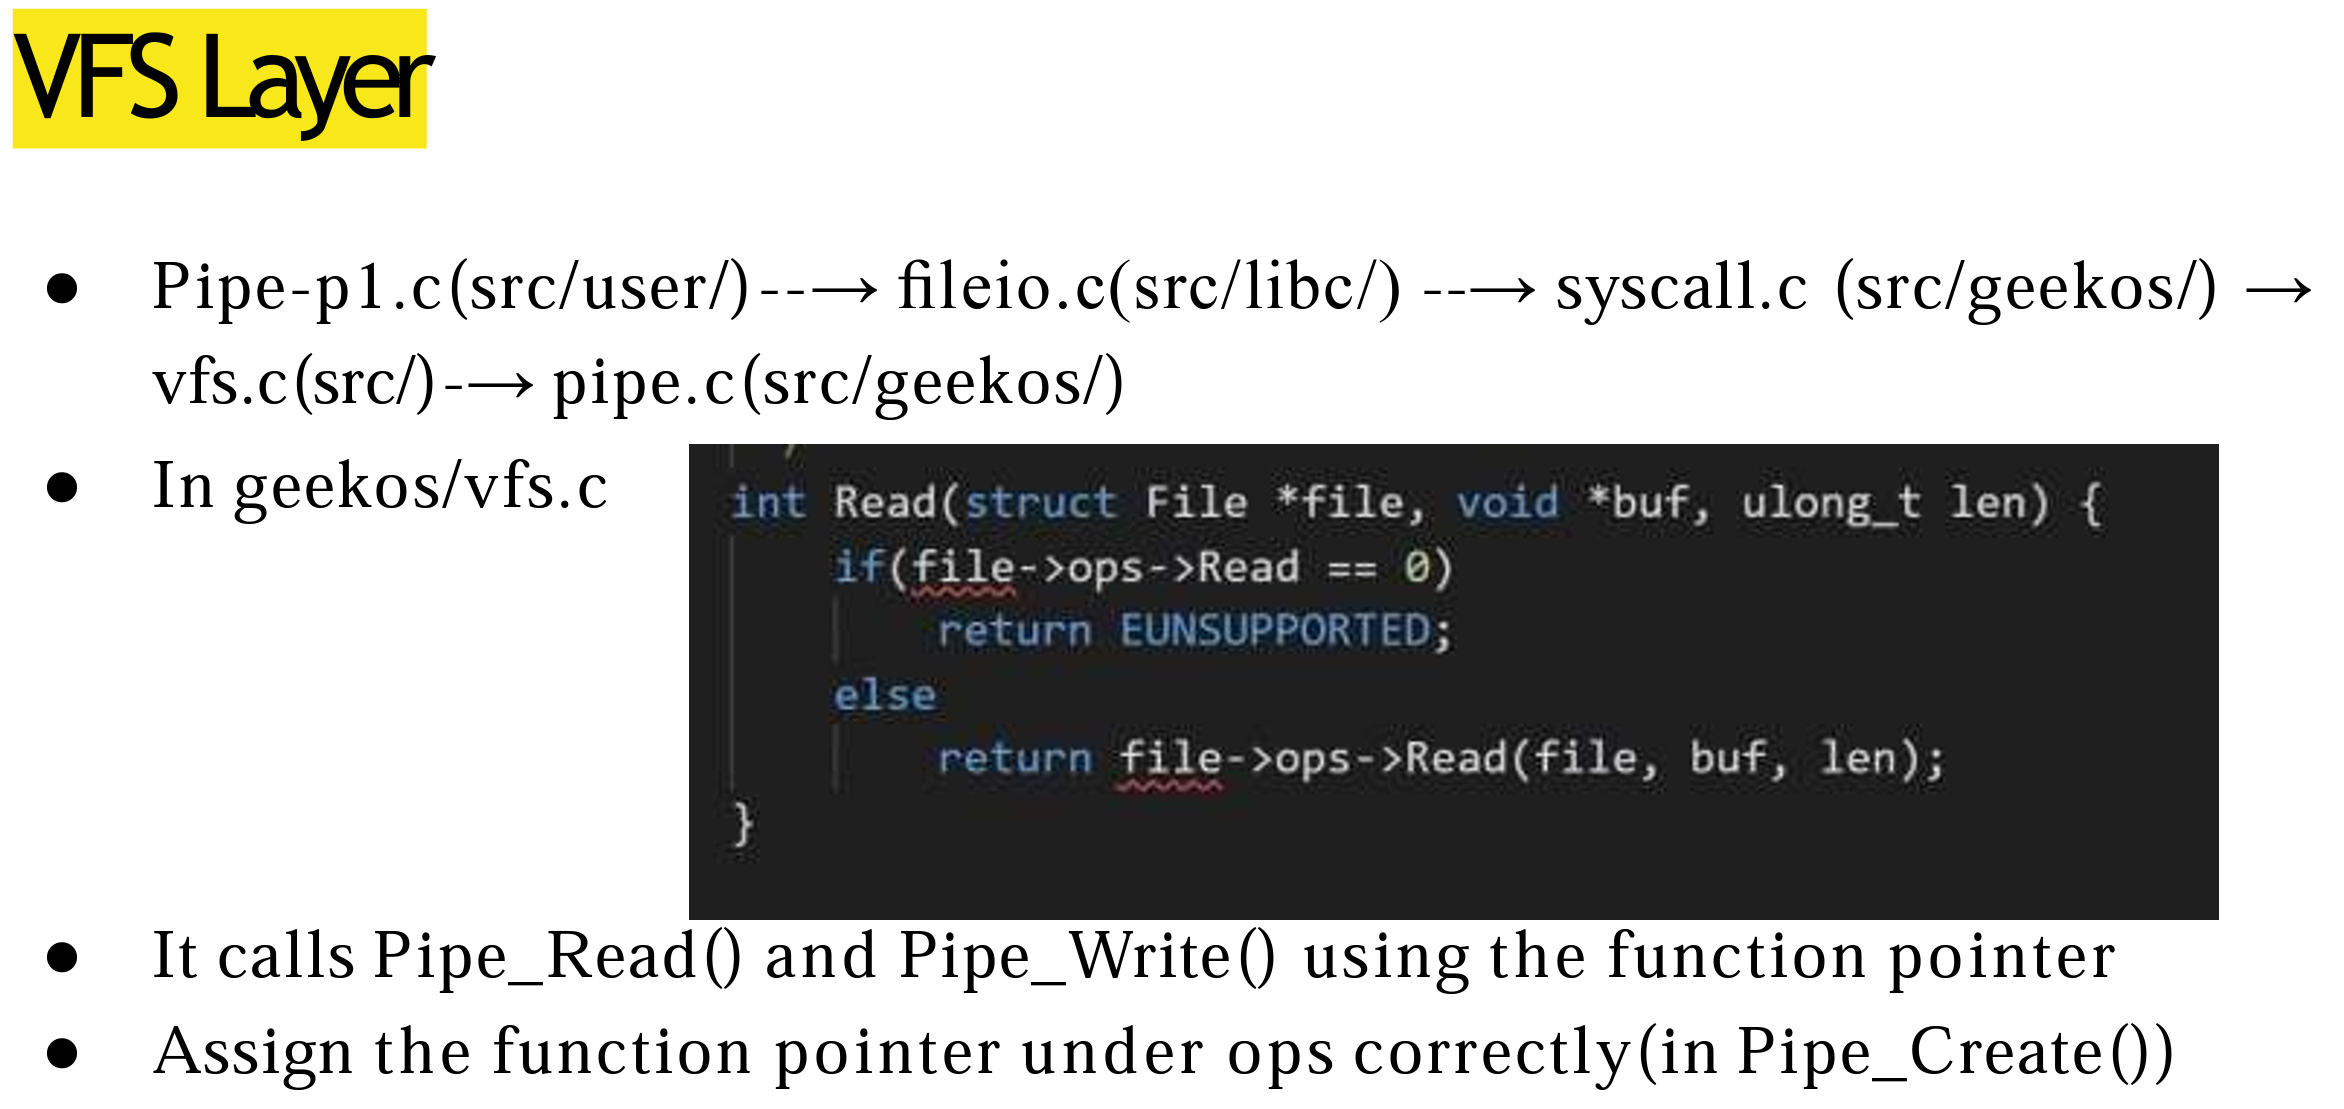 VFS Layer
● Pipe-p1.c(src/user/)---→ fileio.c(src/libc/) ---→ syscall.c (src/geekos/) →
vfs.c(src/)--→ pipe.c(src/geekos/)
● In geekos/vfs.c
int Read(struct File *file, void *buf, ulong_t len) {
if(file->ops->Read == 0)
return EUNSUPPORTED;
else
return file->ops->Read(file, buf, len);
}
● It calls Pipe_Read() and Pipe_Write() using the function pointer
● Assign the function pointer under ops correctly(in Pipe_Create())